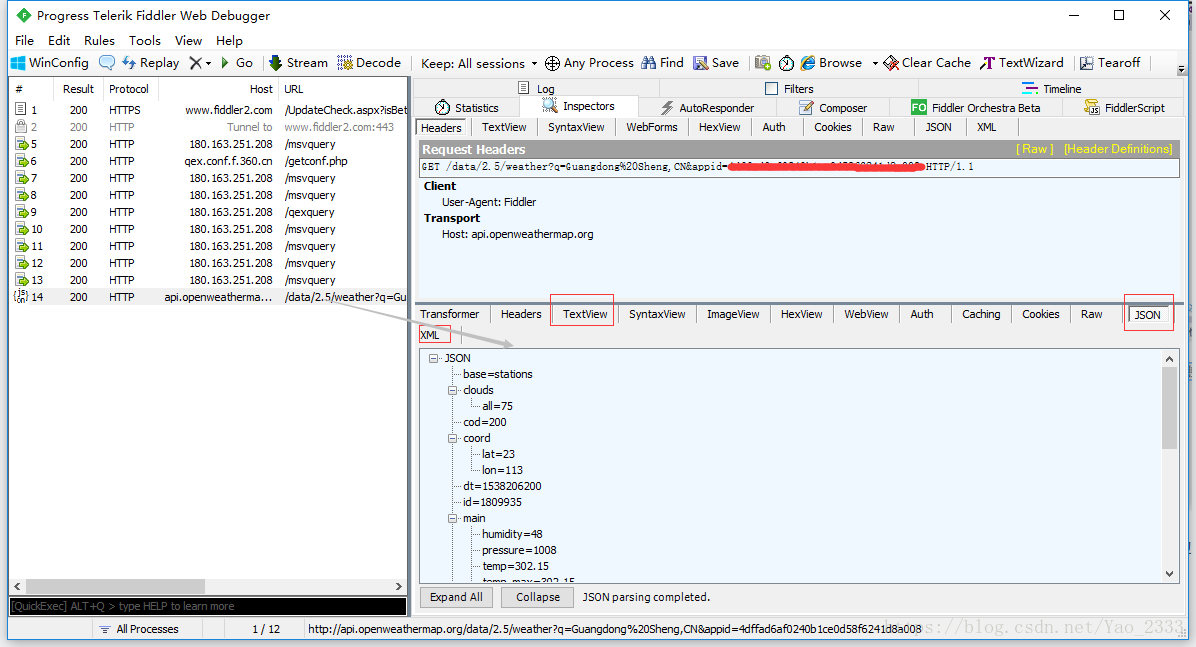 Progress Telerik Fiddler Web Debugger
File Edit Rules Tools View Help
WinConfig Replay Go Stream Decode Keep: All sessions Any Process Find Save Browse Clear Cache TextWizard Tearoff
# Result Protocol Host URL
1 200 HTTPS www.fiddler2.com /UpdateCheck.aspx?isBet
2 200 HTTP Tunnel to www.fiddler2.com:443
5 200 HTTP 180.163.251.208 /msvquery
6 200 HTTP qex.conf.f.360.cn /getconf.php
7 200 HTTP 180.163.251.208 /msvquery
8 200 HTTP 180.163.251.208 /msvquery
9 200 HTTP 180.163.251.208 /qexquery
10 200 HTTP 180.163.251.208 /msvquery
11 200 HTTP 180.163.251.208 /msvquery
12 200 HTTP 180.163.251.208 /msvquery
13 200 HTTP 180.163.251.208 /msvquery
14 200 HTTP api.openweatherma... /data/2.5/weather?q=Gu
Log Filters Timeline
Statistics Inspectors AutoResponder Composer FO Fiddler Orchestra Beta FiddlerScript
Headers TextView SyntaxView WebForms HexView Auth Cookies Raw JSON XML
Request Headers [ Raw ] [Header Definitions]
GET /data/2.5/weather?q=Guangdong%20Sheng,CN&appid= HTTP/1.1
Client
User-Agent: Fiddler
Transport
Host: api.openweathermap.org
Transformer Headers TextView SyntaxView ImageView HexView WebView Auth Caching Cookies Raw JSON
XML
JSON
base=stations
clouds
all=75
cod=200
coord
lat=23
lon=113
dt=1538206200
id=1809935
main
humidity=48
pressure=1008
temp=302.15
temp_max=302.15
Expand All Collapse JSON parsing completed.
[QuickExec] ALT+Q > type HELP to learn more
All Processes 1 / 12 http://api.openweathermap.org/data/2.5/weather?q=Guangdong%20Sheng,CN&appid=4dffad6af0240b1ce0d58f6241d8a008
https://blog.csdn.net/Yao_2333